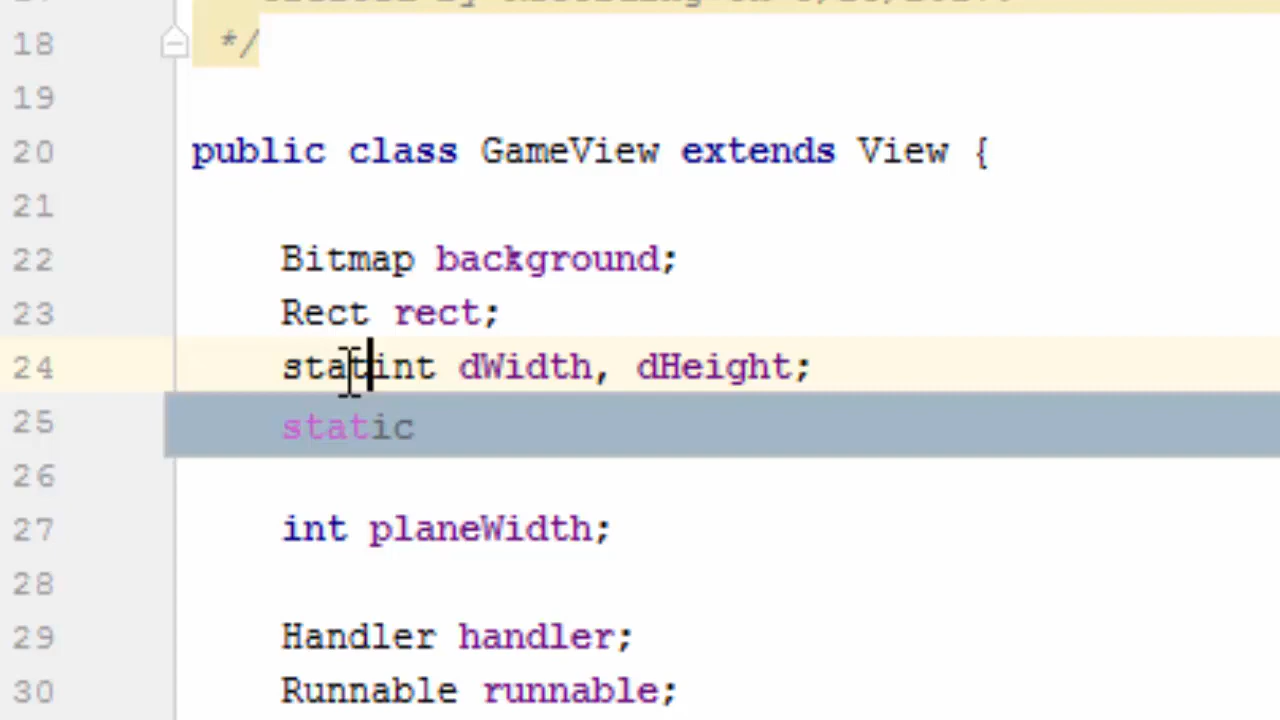 18 */
19
20 public class GameView extends View {
21
22 Bitmap background;
23 Rect rect;
24 statint dWidth, dHeight;
25 static
26
27 int planeWidth;
28
29 Handler handler;
30 Runnable runnable;